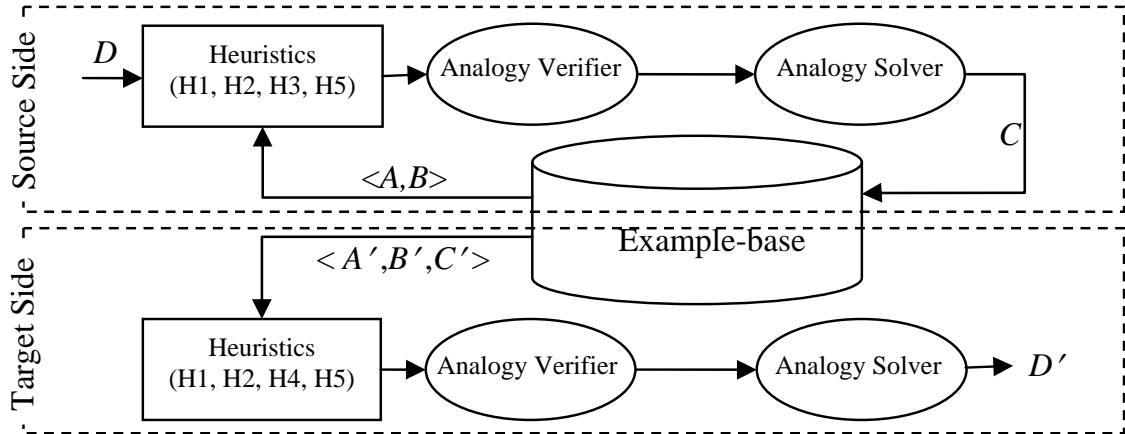 Source Side
D
Heuristics
(H1, H2, H3, H5)
Analogy Verifier
Analogy Solver
C
<A,B>
Example-base
Target Side
< A′,B′,C′>
Heuristics
(H1, H2, H4, H5)
Analogy Verifier
Analogy Solver
D′